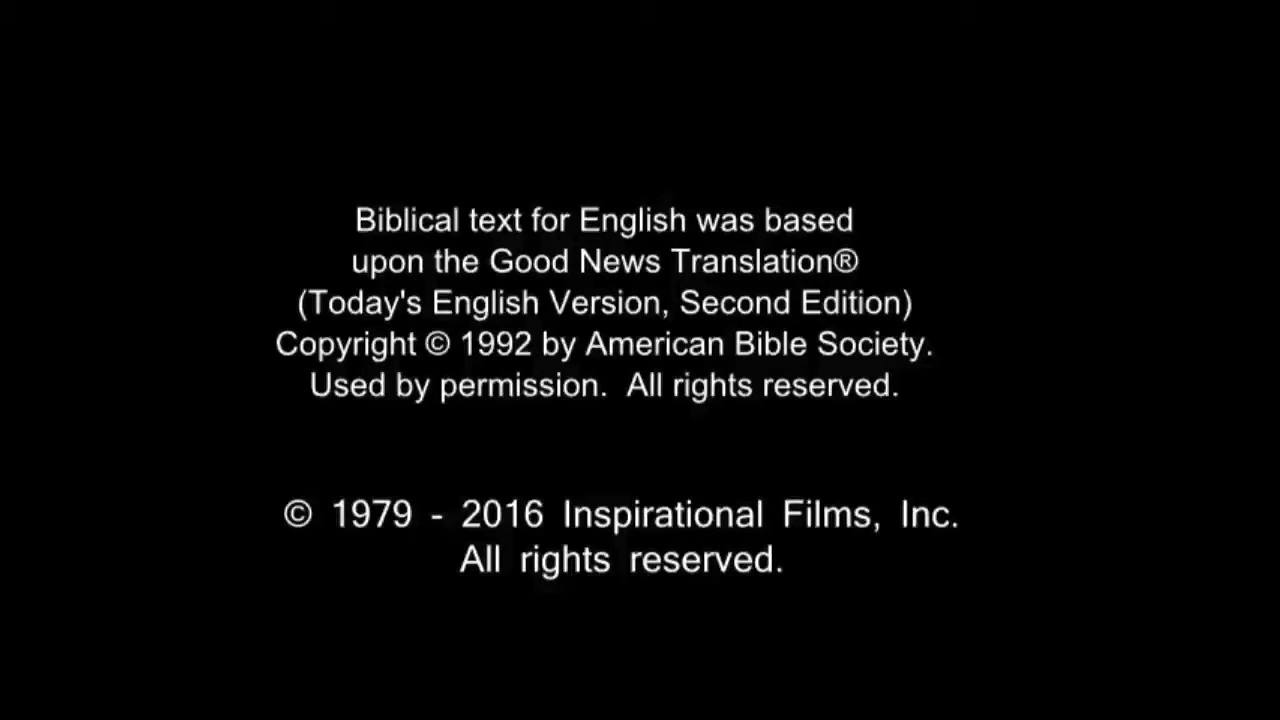 Biblical text for English was based
upon the Good News Translation®
(Today's English Version, Second Edition)
Copyright © 1992 by American Bible Society.
Used by permission.  All rights reserved.
© 1979 - 2016 Inspirational Films, Inc.
All rights reserved.